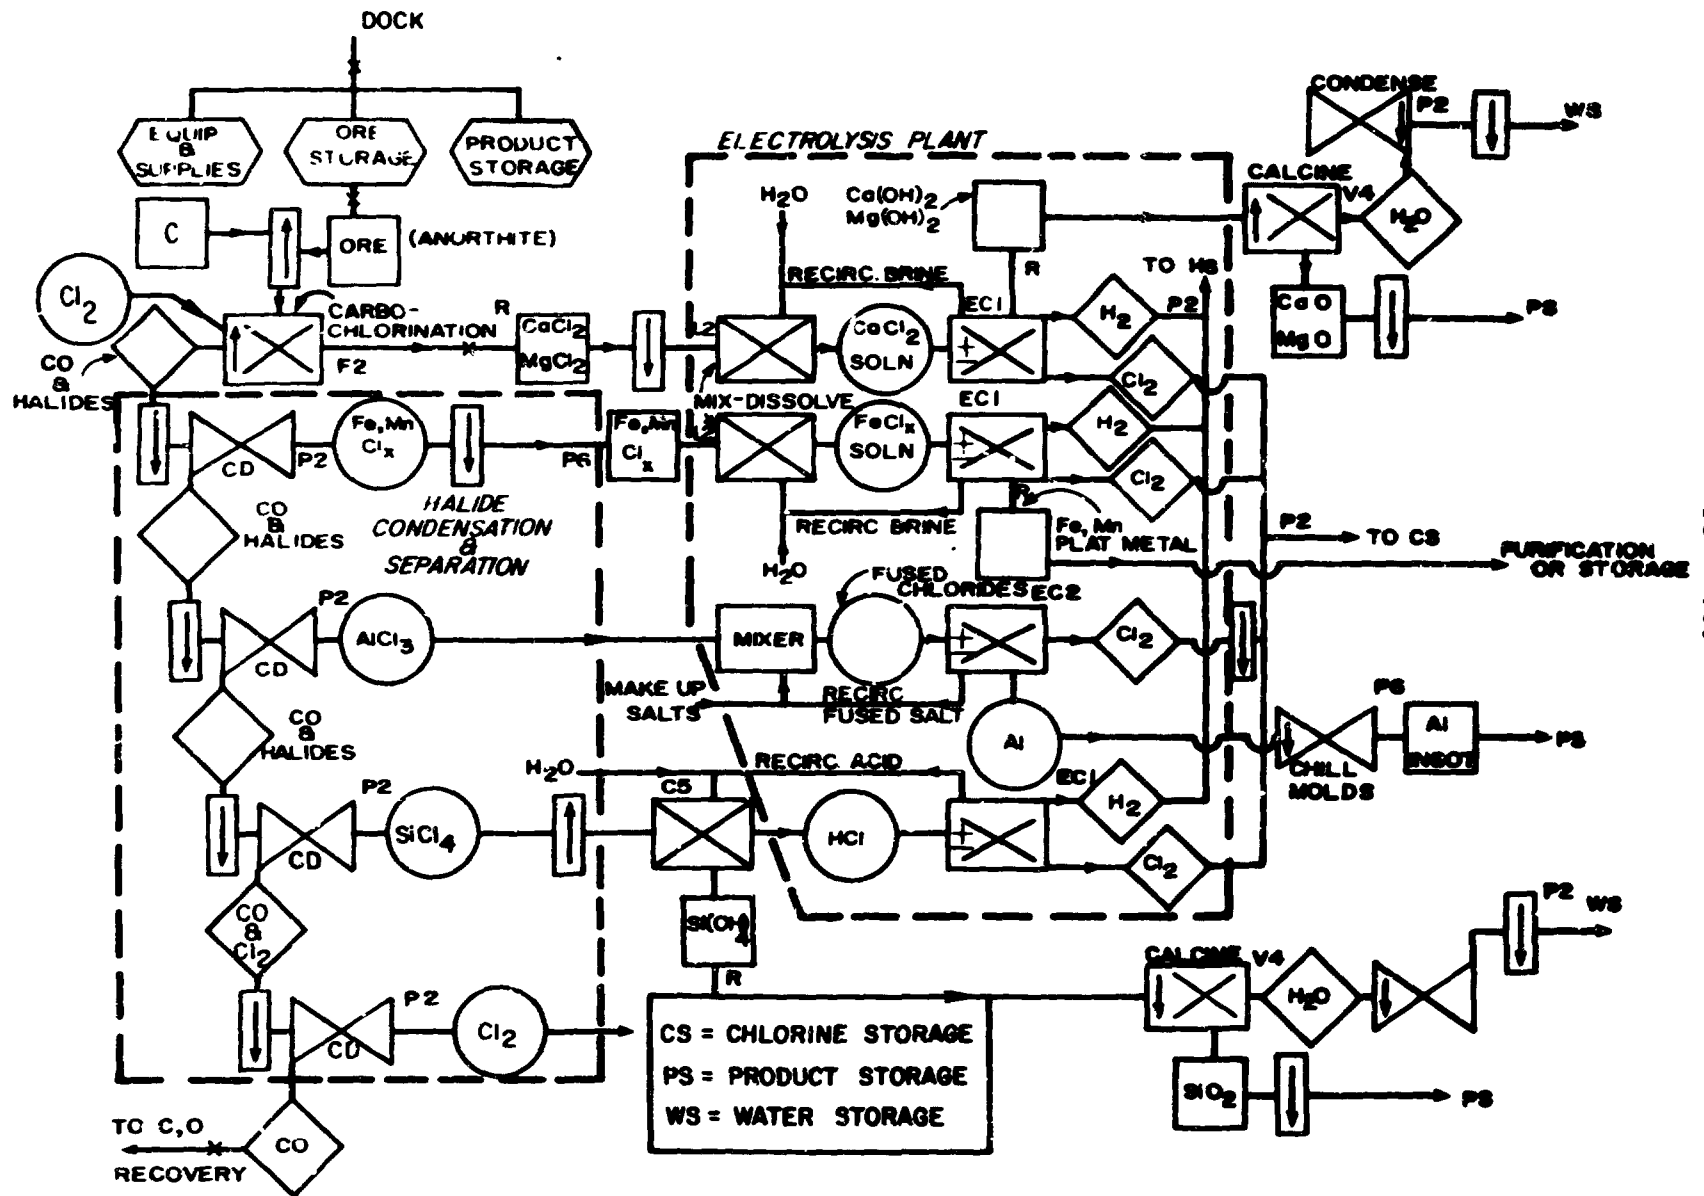 DOCK
EQUIP
&
SUPPLIES
ORE
STORAGE
PRODUCT
STORAGE
C
ORE
(ANORTHITE)
Cl2
CARBO-
CHLORINATION
F2
R
CaCl2
MgCl2
CO
&
HALIDES
ELECTROLYSIS PLANT
H2O
Ca(OH)2
Mg(OH)2
R
RECIRC. BRINE
L2
MIX-DISSOLVE
CaCl2
SOLN
EC1
H2
P2
TO HS
Cl2
CONDENSE
P2
WS
CALCINE
V4
H2O
CaO
MgO
PS
CD
P2
Fe, Mn
Clx
P6
Fe, Mn
Clx
L2
FeClx
SOLN
EC1
H2
Cl2
HALIDE
CONDENSATION
&
SEPARATION
CO
&
HALIDES
RECIRC BRINE
H2O
R
Fe, Mn
PLAT METAL
P2
TO CS
PURIFICATION
OR STORAGE
CD
P2
AlCl3
MIXER
FUSED
CHLORIDES
EC2
Cl2
MAKE UP
SALTS
RECIRC
FUSED SALT
Al
CHILL
MOLDS
P6
Al
INGOT
PS
CO
&
HALIDES
CD
P2
SiCl4
H2O
RECIRC ACID
C5
HCl
EC1
H2
Cl2
Si(OH)4
R
CO
&
Cl2
CD
P2
Cl2
CALCINE V4
H2O
P2
WS
SiO2
PS
CS = CHLORINE STORAGE
PS = PRODUCT STORAGE
WS = WATER STORAGE
TO C,O
RECOVERY
CO